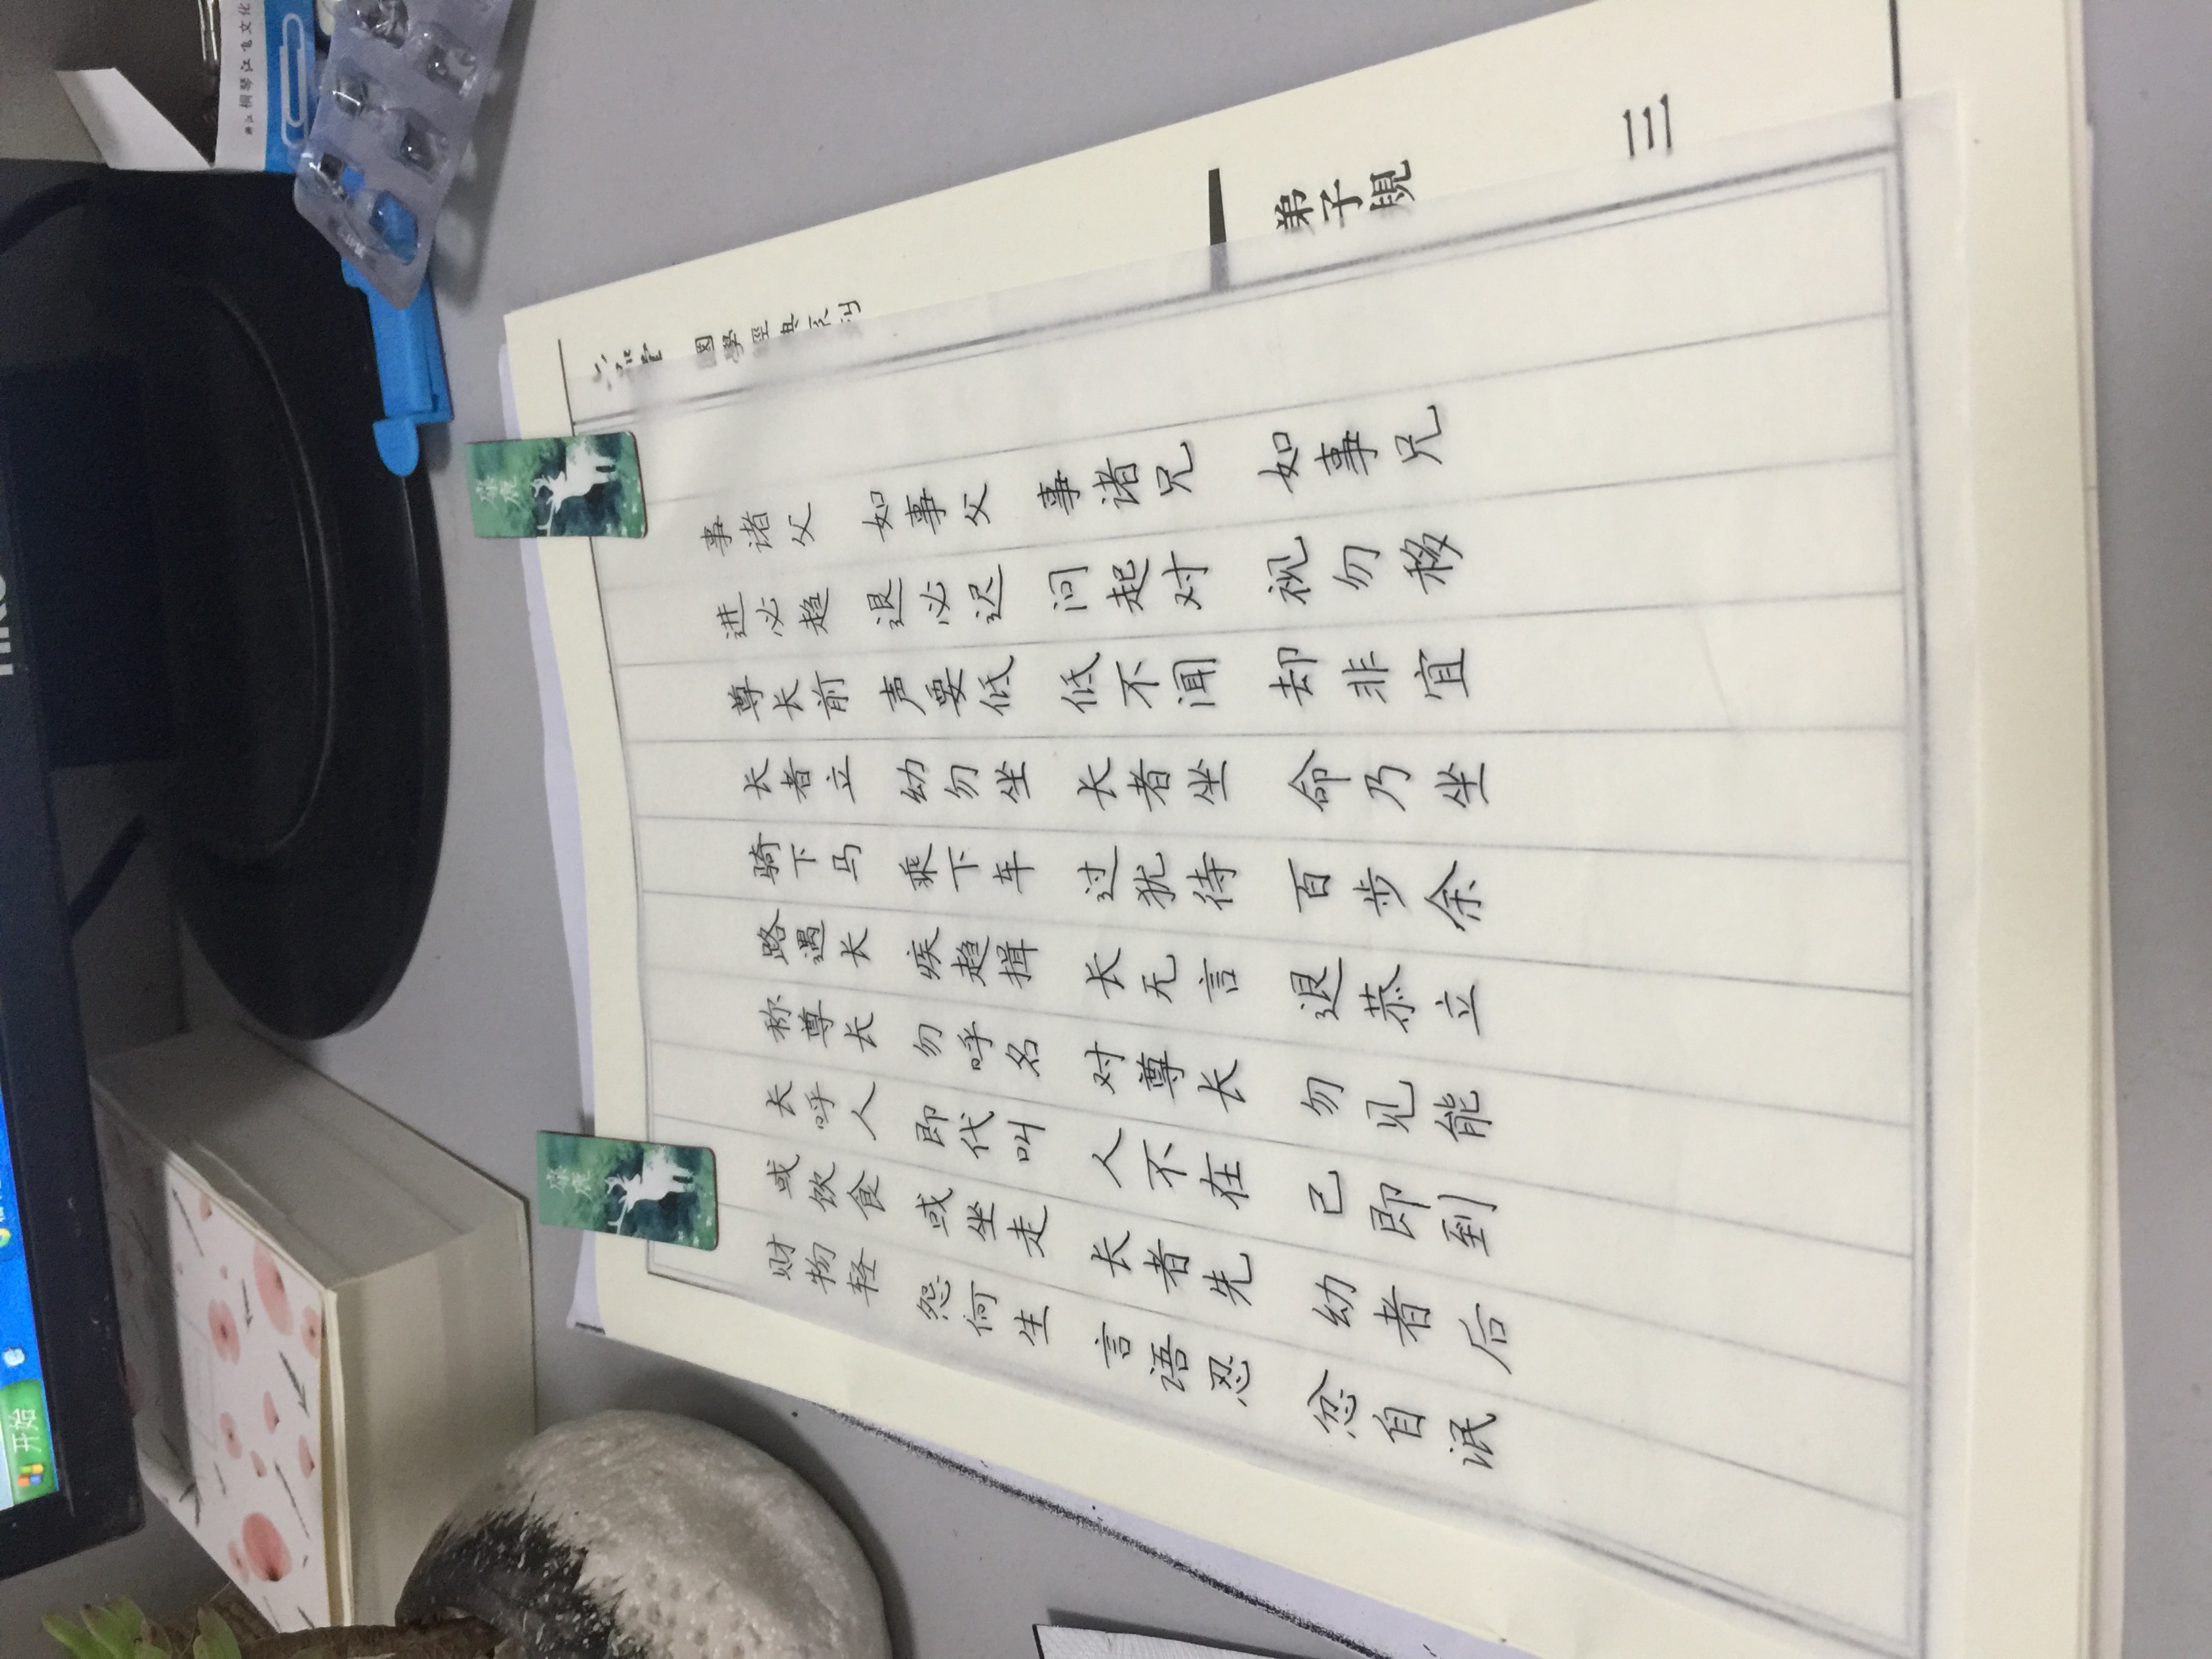 开始
桐琴江飞文化
康鹿
康鹿
六品堂 國學經典系列
弟子規
三
事诸父 如事父 事诸兄 如事兄
进必趋 退必迟 问起对 视勿移
尊长前 声要低 低不闻 却非宜
长者立 幼勿坐 长者坐 命乃坐
骑下马 乘下车 过犹待 百步余
路遇长 疾趋揖 长无言 退恭立
称尊长 勿呼名 对尊长 勿见能
长呼人 即代叫 人不在 己即到
或饮食 或坐走 长者先 幼者后
财物轻 怨何生 言语忍 忿自泯